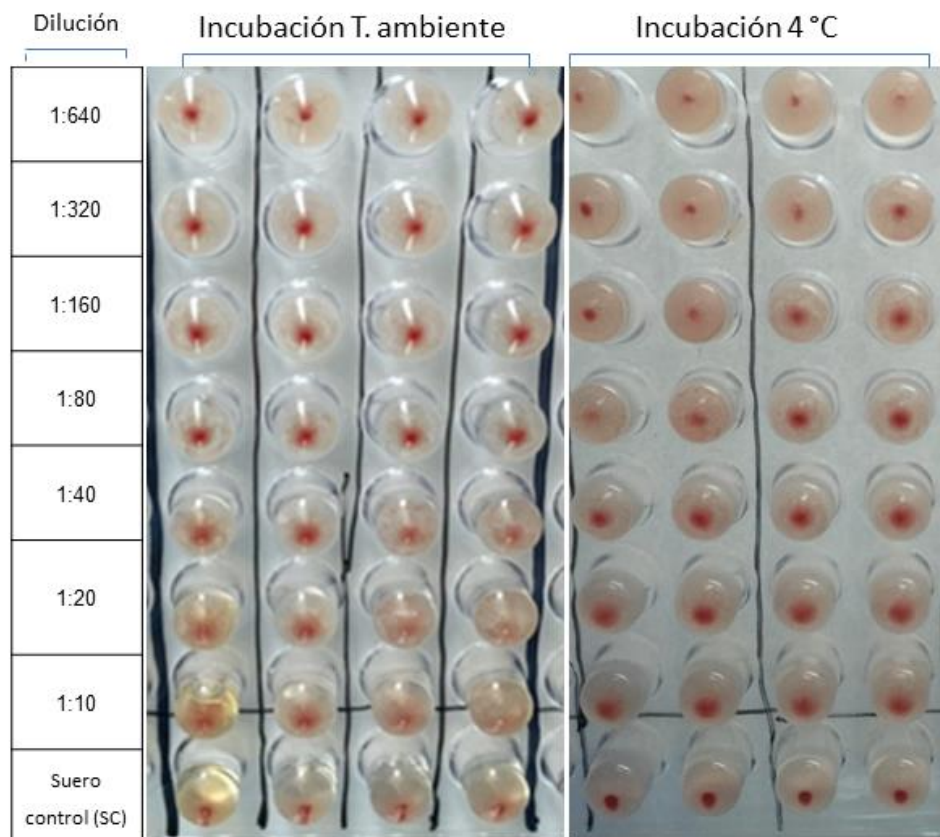 Dilución
Incubación T. ambiente
Incubación 4 °C
1:640
1:320
1:160
1:80
1:40
1:20
1:10
Suero
control (SC)